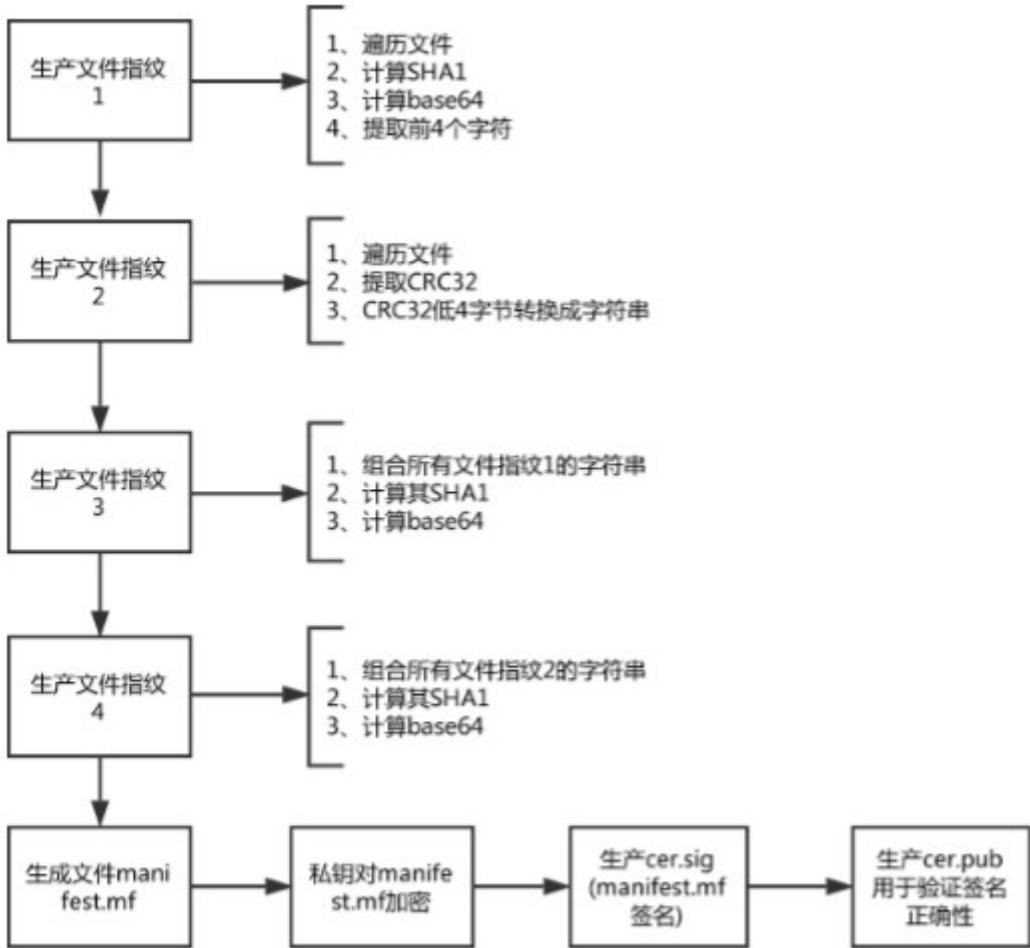 生产文件指纹
1
1、遍历文件
2、计算SHA1
3、计算base64
4、提取前4个字符
生产文件指纹
2
1、遍历文件
2、提取CRC32
3、CRC32低4字节转换成字符串
生产文件指纹
3
1、组合所有文件指纹1的字符串
2、计算其SHA1
3、计算base64
生产文件指纹
4
1、组合所有文件指纹2的字符串
2、计算其SHA1
3、计算base64
生成文件mani
fest.mf
私钥对manife
st.mf加密
生产cer.sig
(manifest.mf
签名)
生产cer.pub
用于验证签名
正确性